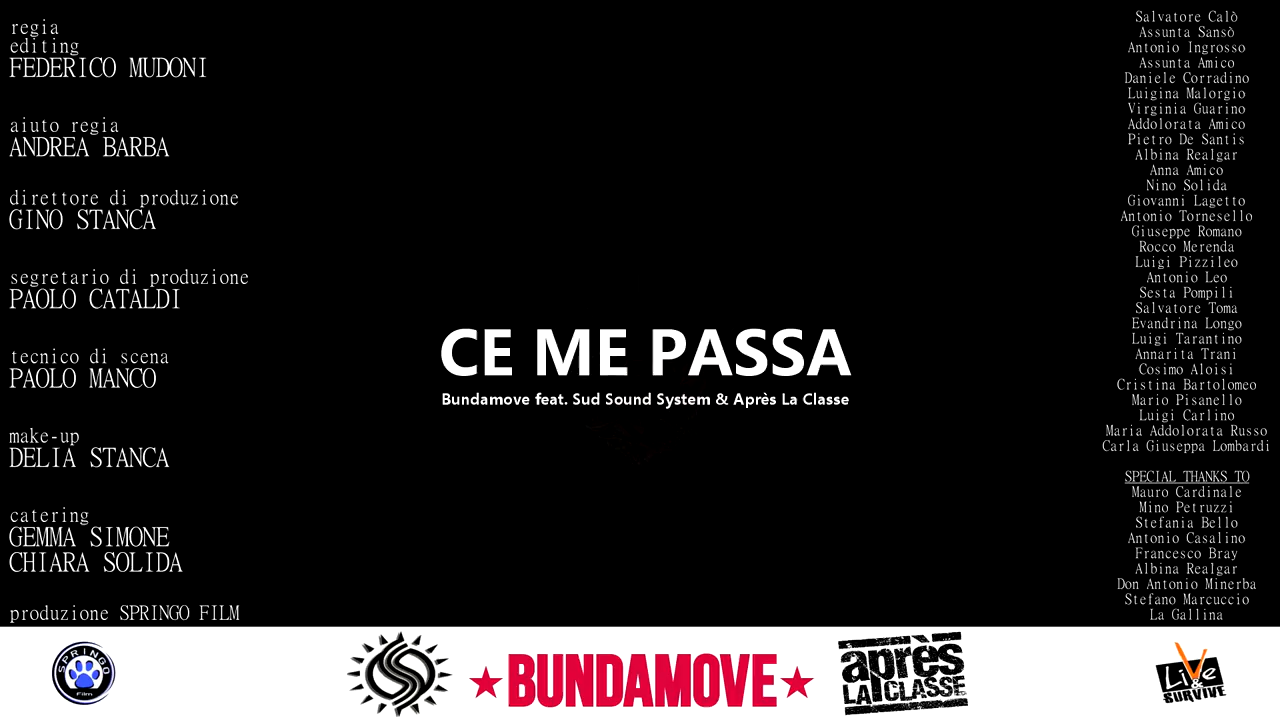 regia
editing
FEDERICO MUDONI
aiuto regia
ANDREA BARBA
direttore di produzione
GINO STANCA
segretario di produzione
PAOLO CATALDI
tecnico di scena
PAOLO MANCO
make-up
DELIA STANCA
catering
GEMMA SIMONE
CHIARA SOLIDA
produzione SPRINGO FILM
CE ME PASSA
Bundamove feat. Sud Sound System & Après La Classe
Salvatore Calò
Assunta Sansò
Antonio Ingrosso
Assunta Amico
Daniele Corradino
Luigina Malorgio
Virginia Guarino
Addolorata Amico
Pietro De Santis
Albina Realgar
Anna Amico
Nino Solida
Giovanni Lagetto
Antonio Tornesello
Giuseppe Romano
Rocco Merenda
Luigi Pizzileo
Antonio Leo
Sesta Pompili
Salvatore Toma
Evandrina Longo
Luigi Tarantino
Annarita Trani
Cosimo Aloisi
Cristina Bartolomeo
Mario Pisanello
Luigi Carlino
Maria Addolorata Russo
Carla Giuseppa Lombardi
SPECIAL THANKS TO
Mauro Cardinale
Mino Petruzzi
Stefania Bello
Antonio Casalino
Francesco Bray
Albina Realgar
Don Antonio Minerba
Stefano Marcuccio
La Gallina
SPRINGO
Film
BUNDAMOVE
après
LA CLASSE
Live
&
SURVIVE